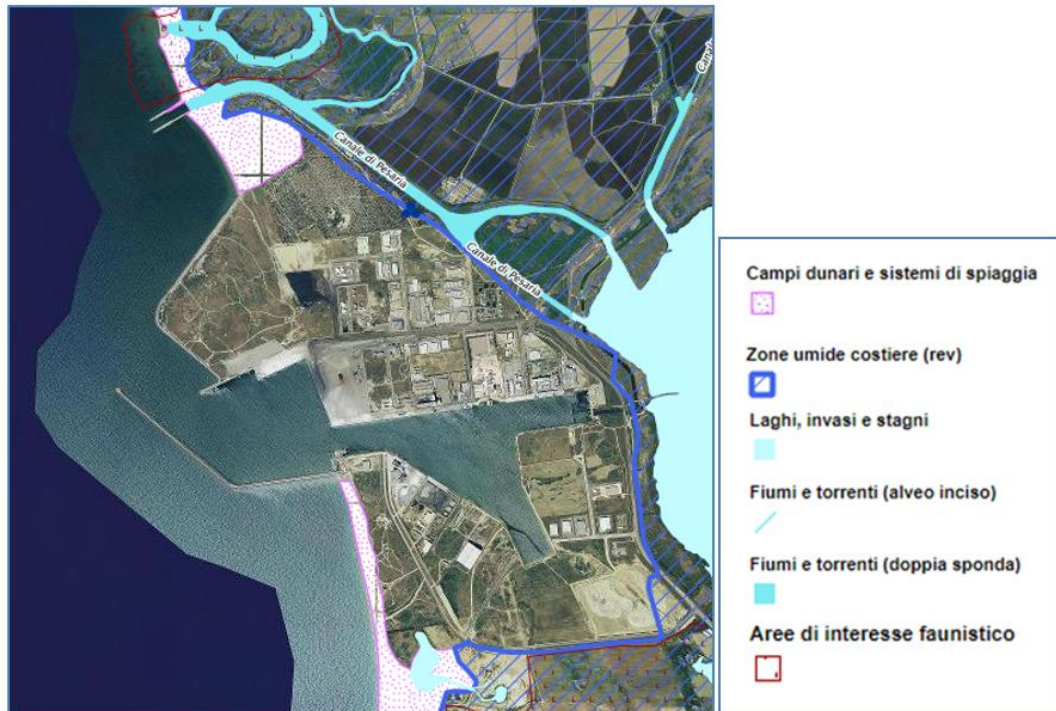 Cana
Canale di Pesaria
Canale di Pesaria
Campi dunari e sistemi di spiaggia
Zone umide costiere (rev)
Laghi, invasi e stagni
Fiumi e torrenti (alveo inciso)
Fiumi e torrenti (doppia sponda)
Aree di interesse faunistico